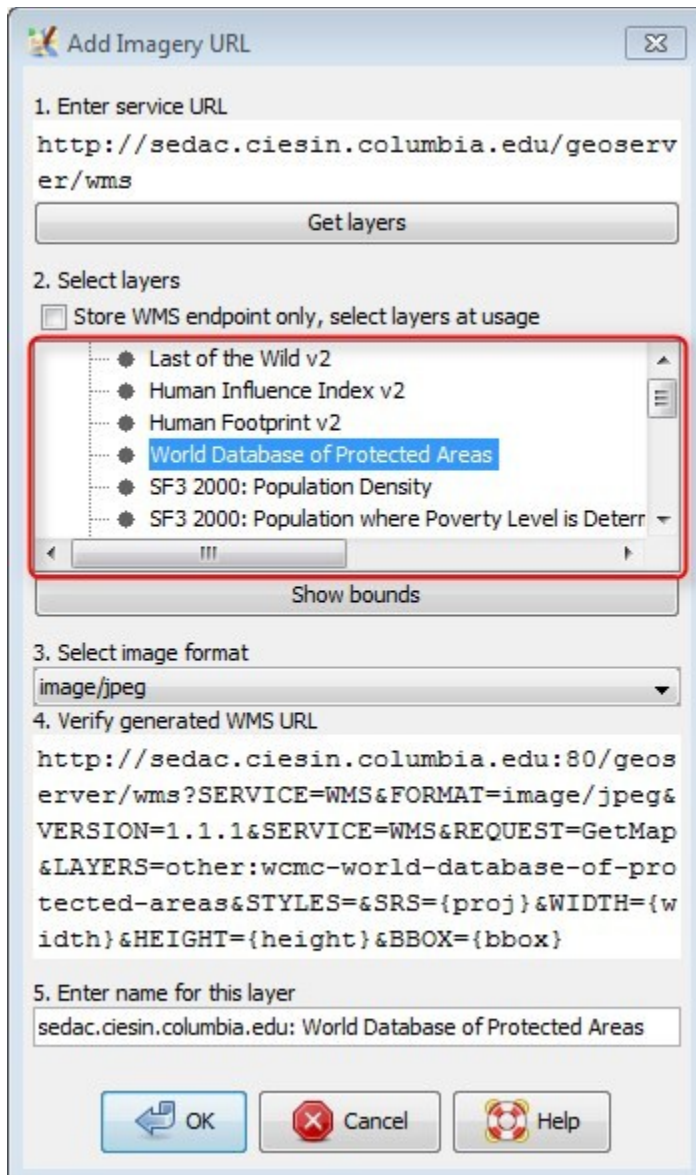 Add Imagery URL
1. Enter service URL
http://sedac.ciesin.columbia.edu/geoserv
er/wms
Get layers
2. Select layers
Store WMS endpoint only, select layers at usage
Last of the Wild v2
Human Influence Index v2
Human Footprint v2
World Database of Protected Areas
SF3 2000: Population Density
SF3 2000: Population where Poverty Level is Deterr
Show bounds
3. Select image format
image/jpeg
4. Verify generated WMS URL
http://sedac.ciesin.columbia.edu:80/geos
erver/wms?SERVICE=WMS&FORMAT=image/jpeg&
VERSION=1.1.1&SERVICE=WMS&REQUEST=GetMap
&LAYERS=other:wcmc-world-database-of-pro
tected-areas&STYLES=&SRS={proj}&WIDTH={w
idth}&HEIGHT={height}&BBOX={bbox}
5. Enter name for this layer
sedac.ciesin.columbia.edu: World Database of Protected Areas
OK
Cancel
Help